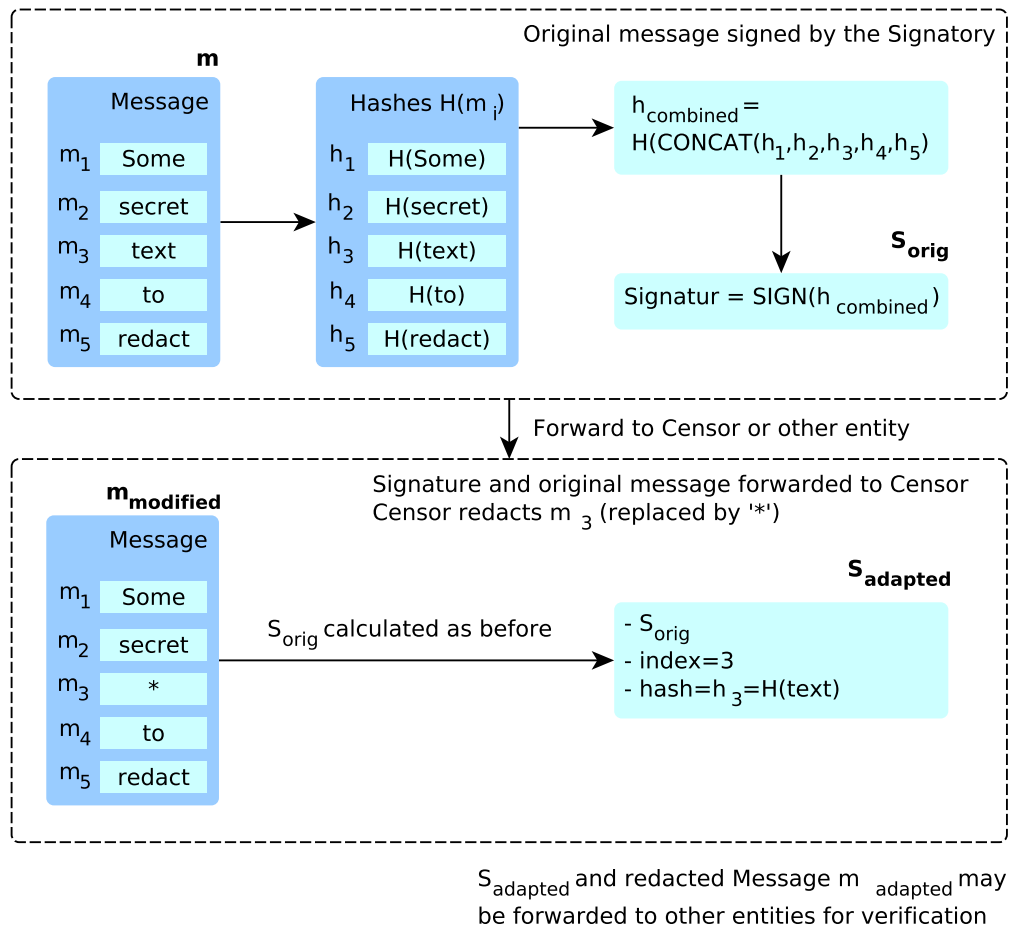 Original message signed by the Signatory
m
Message
m1 Some
m2 secret
m3 text
m4 to
m5 redact
Hashes H(m i)
h1 H(Some)
h2 H(secret)
h3 H(text)
h4 H(to)
h5 H(redact)
hcombined=
H(CONCAT(h1,h2,h3,h4,h5)
Sorig
Signatur = SIGN(h combined)
Forward to Censor or other entity
Signature and original message forwarded to Censor
Censor redacts m 3 (replaced by '*')
mmodified
Message
m1 Some
m2 secret
m3 *
m4 to
m5 redact
Sorig calculated as before
Sadapted
- Sorig
- index=3
- hash=h 3=H(text)
Sadapted and redacted Message m adapted may
be forwarded to other entities for verification